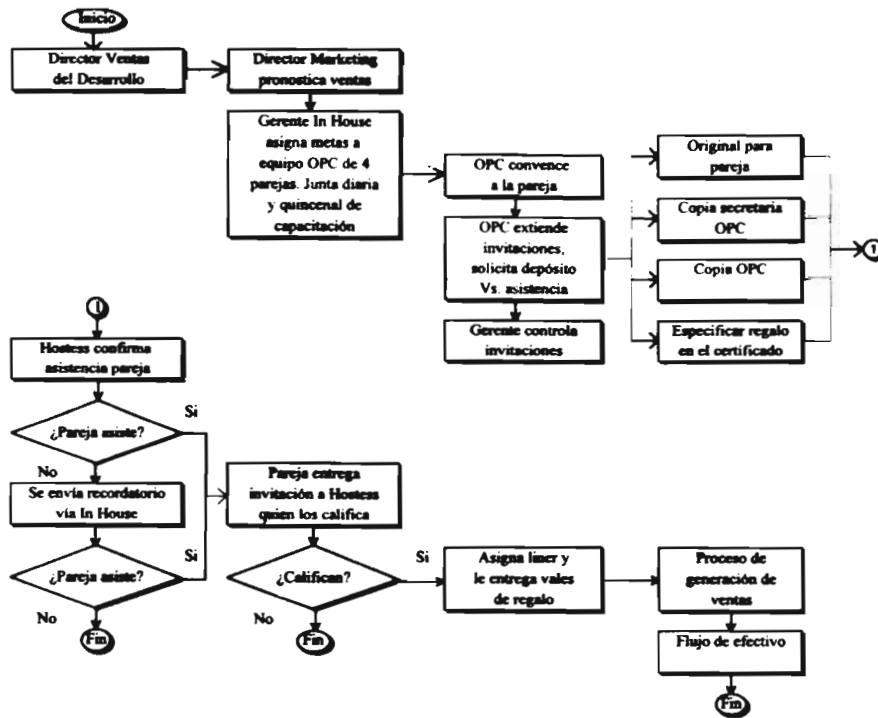 Inicio
Director Ventas
del Desarrollo
Director Marketing
pronostica ventas
Gerente In House
asigna metas a
equipo OPC de 4
parejas. Junta diaria
y quincenal de
capacitación
OPC convence
a la pareja
OPC extiende
invitaciones,
solicita depósito
Vs. asistencia
Gerente controla
invitaciones
Original para
pareja
Copia secretaria
OPC
Copia OPC
Especificar regalo
en el certificado
1
1
Hostess confirma
asistencia pareja
¿Pareja asiste?
Si
No
Se envía recordatorio
vía In House
¿Pareja asiste?
Si
No
Fin
Pareja entrega
invitación a Hostess
quien los califica
¿Califican?
Si
No
Fin
Asigna liner y
le entrega vales
de regalo
Proceso de
generación de
ventas
Flujo de efectivo
Fin